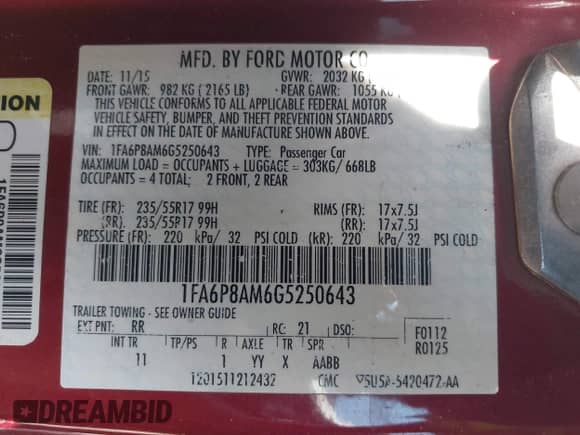 MFD. BY FORD MOTOR CO
DATE: 11/15 GVWR: 2032 KG
FRONT GAWR: 982 KG ( 2165 LB) REAR GAWR: 1055 KG
THIS VEHICLE CONFORMS TO ALL APPLICABLE FEDERAL MOTOR
VEHICLE SAFETY, BUMPER, AND THEFT PREVENTION STANDARDS
IN EFFECT ON THE DATE OF MANUFACTURE SHOWN ABOVE.
VIN: 1FA6P8AM6G5250643 TYPE: Passenger Car
MAXIMUM LOAD = OCCUPANTS + LUGGAGE = 303KG/ 668LB
OCCUPANTS = 4 TOTAL; 2 FRONT, 2 REAR
TIRE (FR): 235/55R17 99H RIMS (FR): 17x7.5J
(RR): 235/55R17 99H (RR): 17x7.5J
PRESSURE (FR): 220 kPa/ 32 PSI COLD (RR): 220 kPa/ 32 PSI COLD
1FA6P8AM6G5250643
TRAILER TOWING - SEE OWNER GUIDE
EXT PNT: RR RC: 21 DSO: F0112
R0125
INT TR TP/PS R AXLE TR SPR
11 1 YY X AABB
T201511212432 CMC 5U5A-5420472-AA
DREAMBID